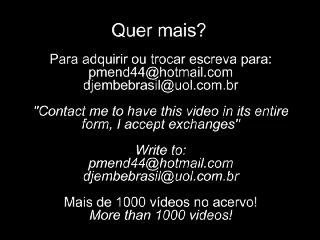 Quer mais?
Para adquirir ou trocar escreva para:
pmend44@hotmail.com
djembebrasil@uol.com.br
"Contact me to have this video in its entire
form, I accept exchanges"
Write to:
pmend44@hotmail.com
djembebrasil@uol.com.br
Mais de 1000 vídeos no acervo!
More than 1000 videos!